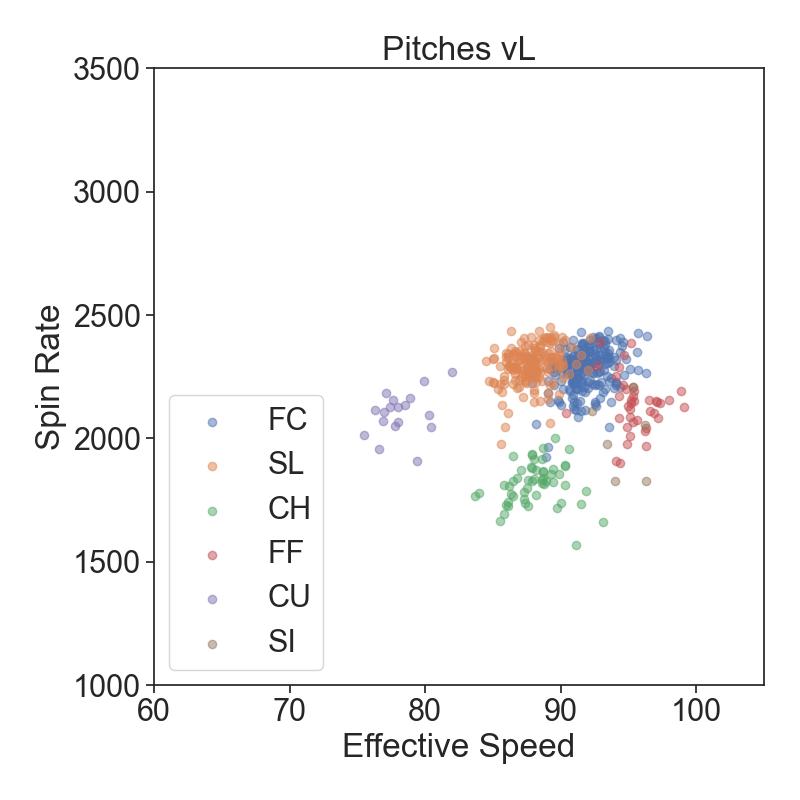 Pitches vL
3500
3000
2500
2000
1500
1000
Spin Rate
FC
SL
CH
FF
CU
SI
60 70 80 90 100
Effective Speed